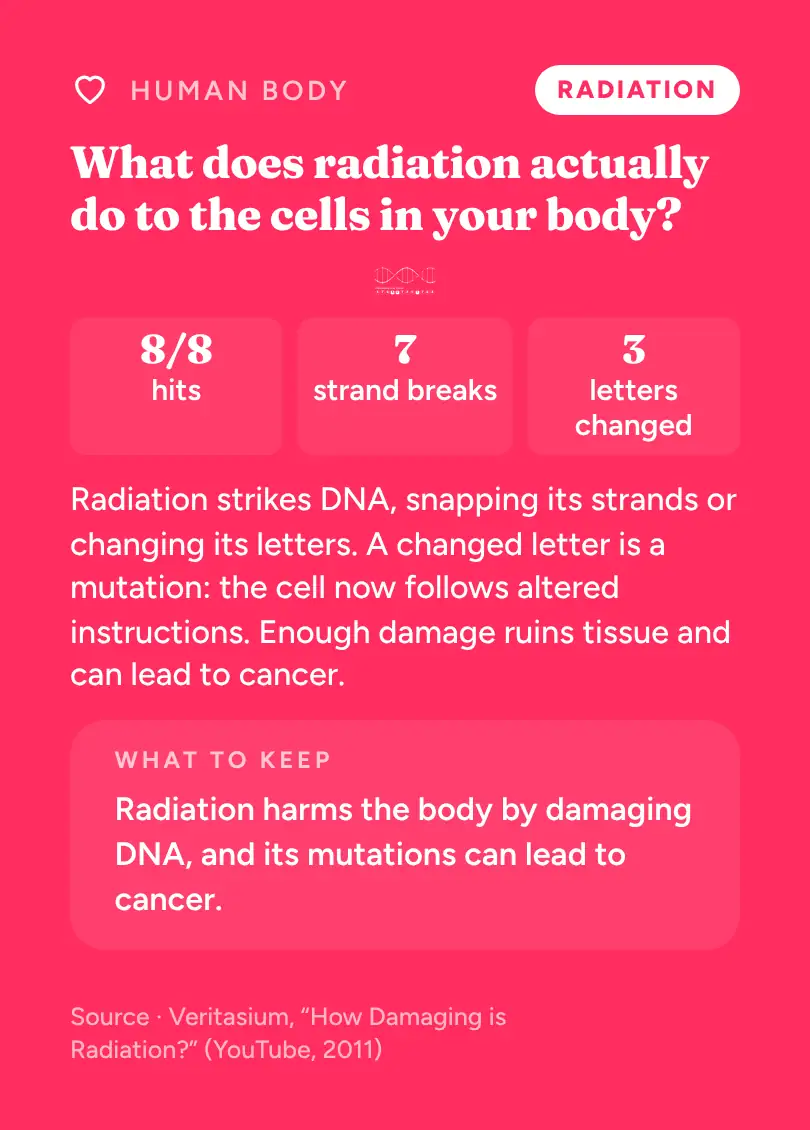 HUMAN BODY
RADIATION
What does radiation actually
do to the cells in your body?
8/8
hits
7
strand breaks
3
letters
changed
Radiation strikes DNA, snapping its strands or
changing its letters. A changed letter is a
mutation: the cell now follows altered
instructions. Enough damage ruins tissue and
can lead to cancer.
WHAT TO KEEP
Radiation harms the body by damaging
DNA, and its mutations can lead to
cancer.
Source · Veritasium, “How Damaging is
Radiation?” (YouTube, 2011)